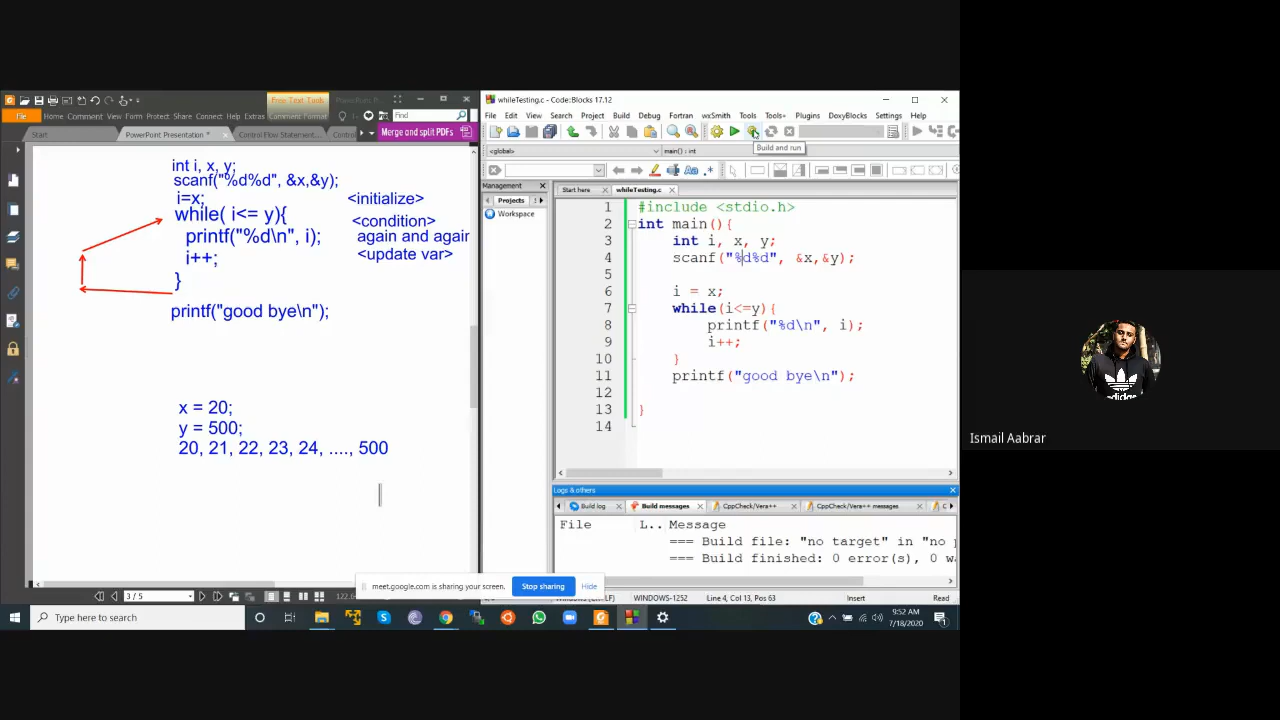 Free Text Tools
PowerPoint P...
File
Home
Comment
View
Form
Protect
Share
Connect
Help
Extras
Comment Format
Find
Start
PowerPoint Presentation *
Control Flow Statement...
Merge and split PDFs
int i, x, y;
scanf("%d%d", &x,&y);
i=x;
<initialize>
while( i<= y){
<condition>
printf("%d\n", i);
again and again
i++;
<update var>
}
printf("good bye\n");
x = 20;
y = 500;
20, 21, 22, 23, 24, ...., 500
3 / 5
whileTesting.c - Code::Blocks 17.12
File Edit View Search Project Build Debug Fortran wxSmith Tools Tools+ Plugins DoxyBlocks Settings Help
Build and run
<global>
main() : int
Management
Projects
Workspace
Start here
whileTesting.c
1 #include <stdio.h>
2 int main(){
3 int i, x, y;
4 scanf("%d%d", &x,&y);
5
6 i = x;
7 while(i<=y){
8 printf("%d\n", i);
9 i++;
10 }
11 printf("good bye\n");
12
13 }
14
Logs & others
Build log
Build messages
CppCheck/Vera++
CppCheck/Vera++ messages
File L.. Message
=== Build file: "no target" in "no p
=== Build finished: 0 error(s), 0 wa
meet.google.com is sharing your screen.
Stop sharing
Hide
WINDOWS-1252
Line 4, Col 13, Pos 63
Insert
Read
Type here to search
9:52 AM
7/18/2020
adidas
Ismail Aabrar